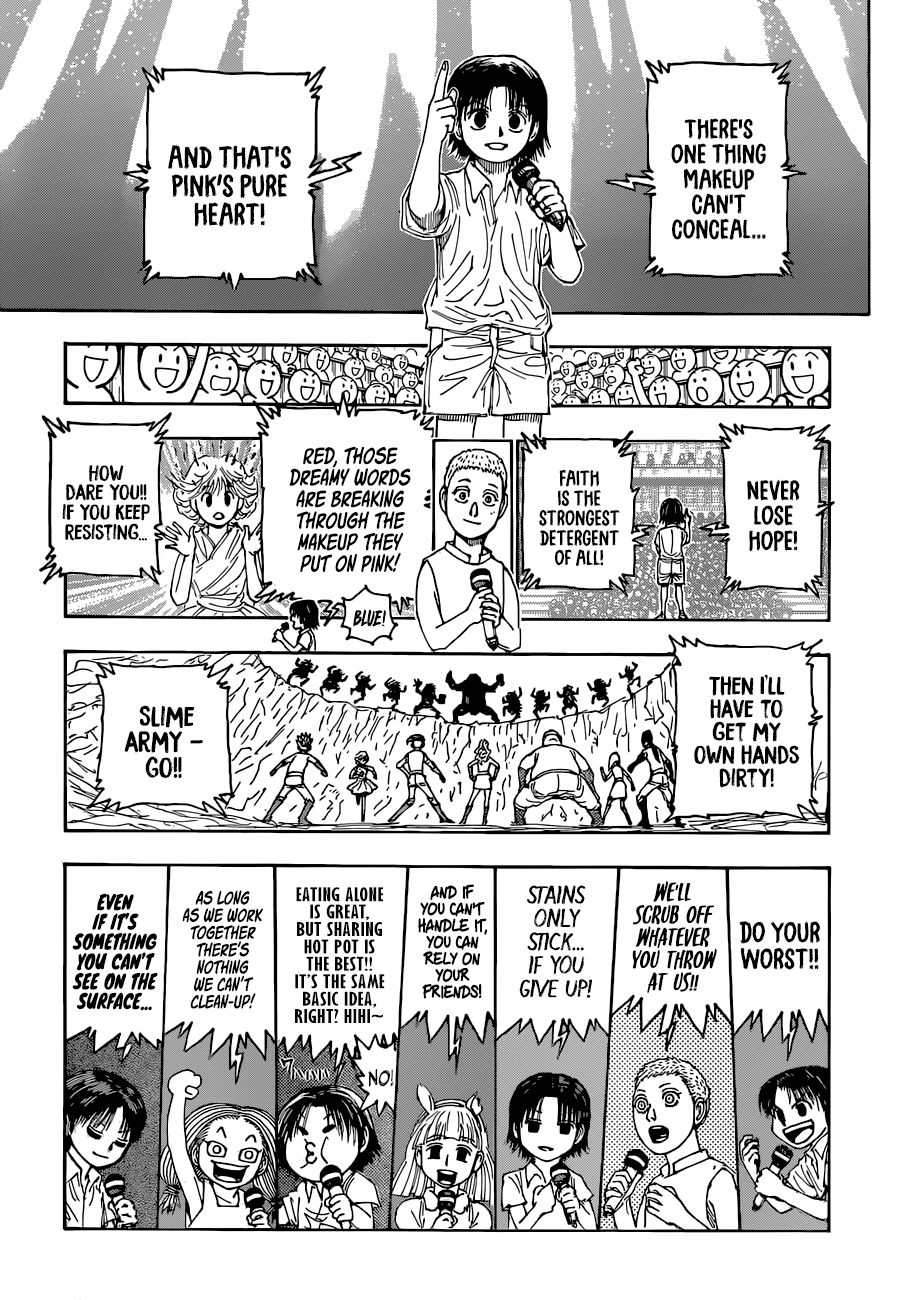 THERE'S
ONE THING
MAKEUP
CAN'T
CONCEAL...
AND THAT'S
PINK'S PURE
HEART!
NEVER
LOSE
HOPE!
FAITH
IS THE
STRONGEST
DETERGENT
OF ALL!
BLUE!
RED, THOSE
DREAMY WORDS
ARE BREAKING
THROUGH THE
MAKEUP THEY
PUT ON PINK!
HOW
DARE YOU!!
IF YOU KEEP
RESISTING...
THEN I'LL
HAVE TO
GET MY
OWN HANDS
DIRTY!
SLIME
ARMY –
GO!!
DO YOUR
WORST!!
WE'LL
SCRUB OFF
WHATEVER
YOU THROW
AT US!!
STAINS
ONLY
STICK...
IF YOU
GIVE UP!
AND IF
YOU CAN'T
HANDLE IT,
YOU CAN
RELY ON
YOUR
FRIENDS!
EATING ALONE
IS GREAT,
BUT SHARING
HOT POT IS
THE BEST!!
IT'S THE SAME
BASIC IDEA,
RIGHT? HIHI~
NO!
AS LONG
AS WE WORK
TOGETHER
THERE'S
NOTHING
WE CAN'T
CLEAN-UP!
EVEN
IF IT'S
SOMETHING
YOU CAN'T
SEE ON THE
SURFACE...